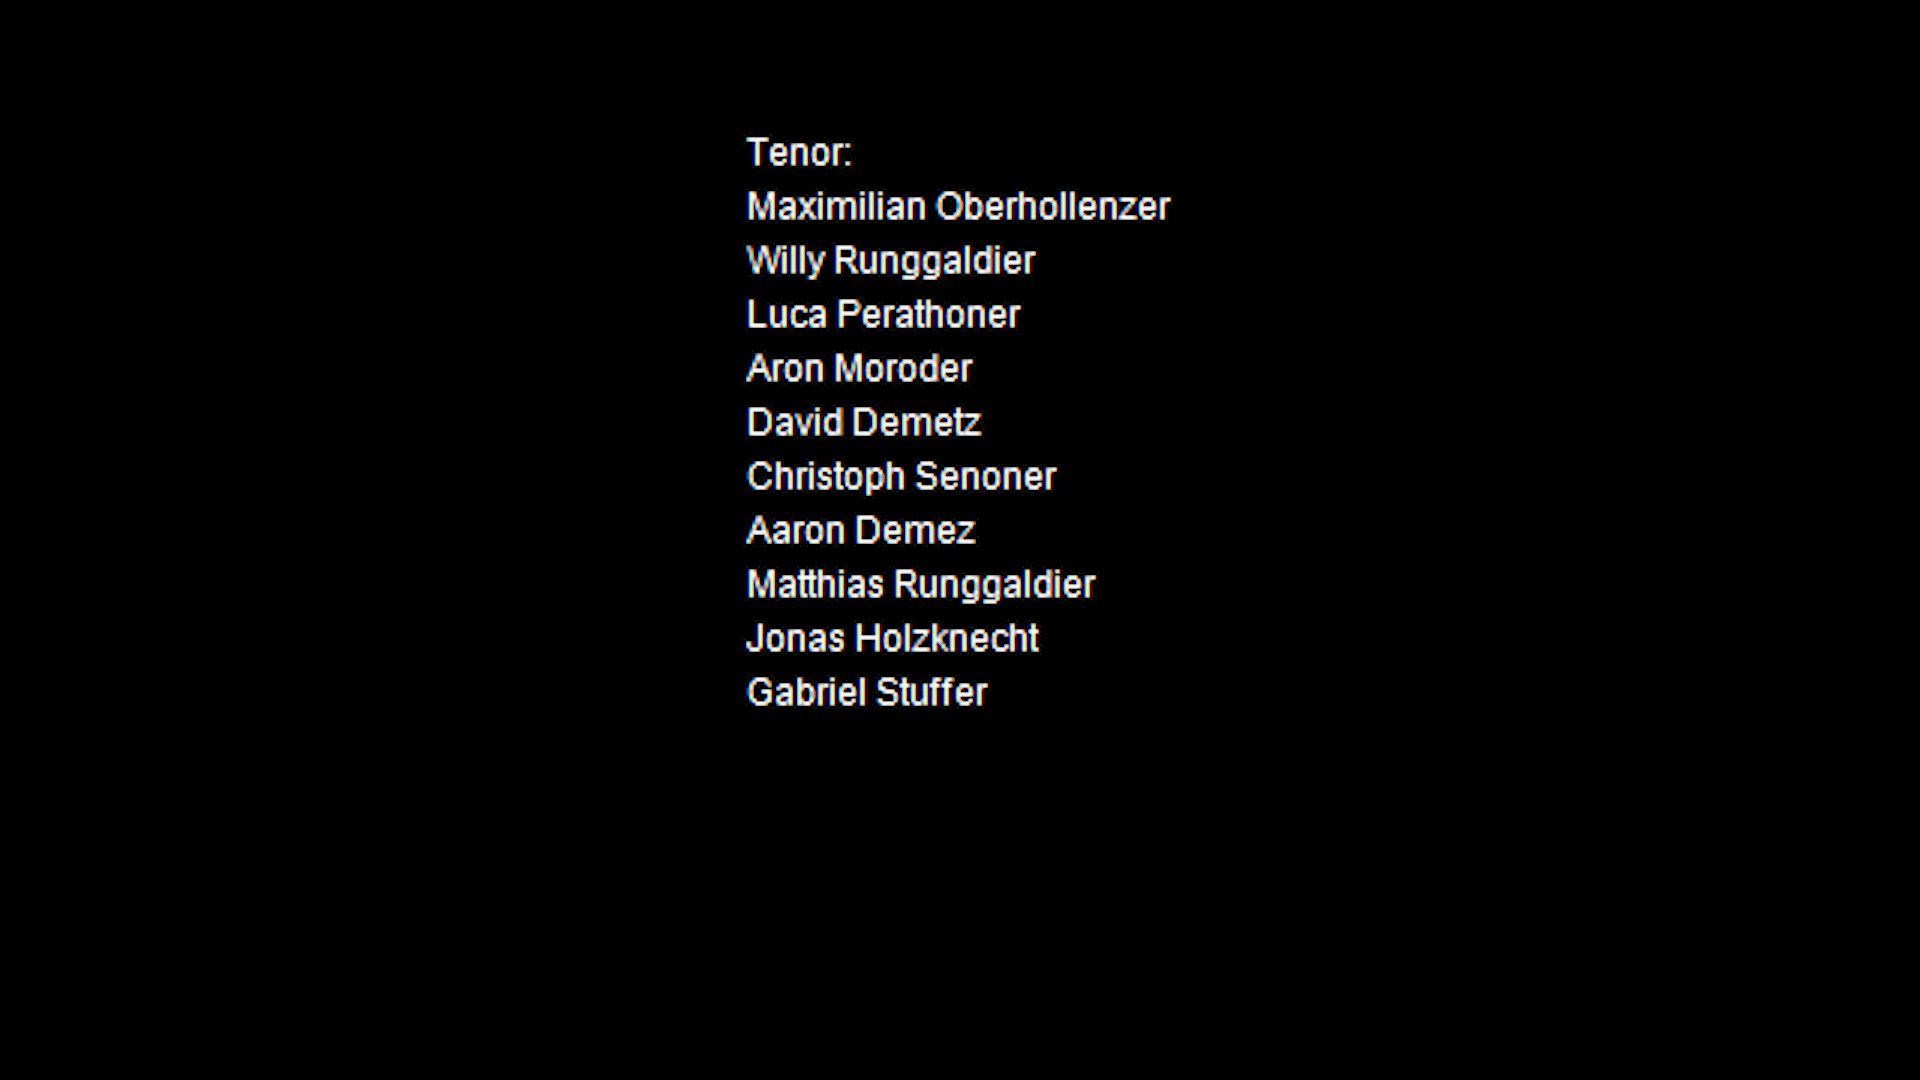 Tenor:
Maximilian Oberhollenzer
Willy Runggaldier
Luca Perathoner
Aron Moroder
David Demetz
Christoph Senoner
Aaron Demez
Matthias Runggaldier
Jonas Holzknecht
Gabriel Stuffer